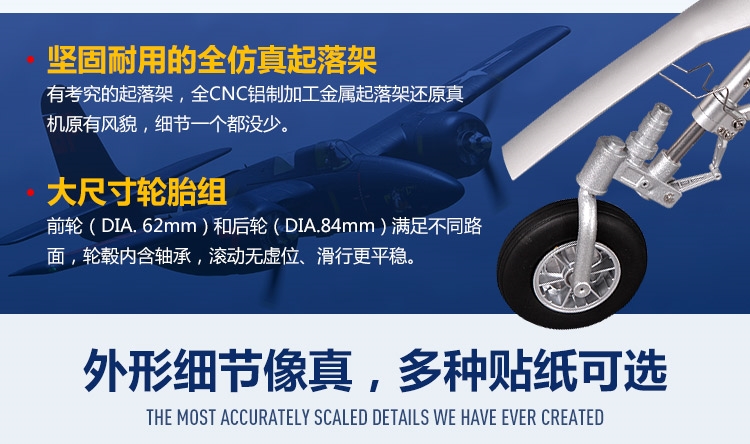 坚固耐用的全仿真起落架
有考究的起落架，全CNC铝制加工金属起落架还原真
机原有风貌，细节一个都没少。
大尺寸轮胎组
前轮（DIA. 62mm）和后轮（DIA.84mm）满足不同路
面，轮毂内含轴承，滚动无虚位、滑行更平稳。
外形细节像真，多种贴纸可选
THE MOST ACCURATELY SCALED DETAILS WE HAVE EVER CREATED